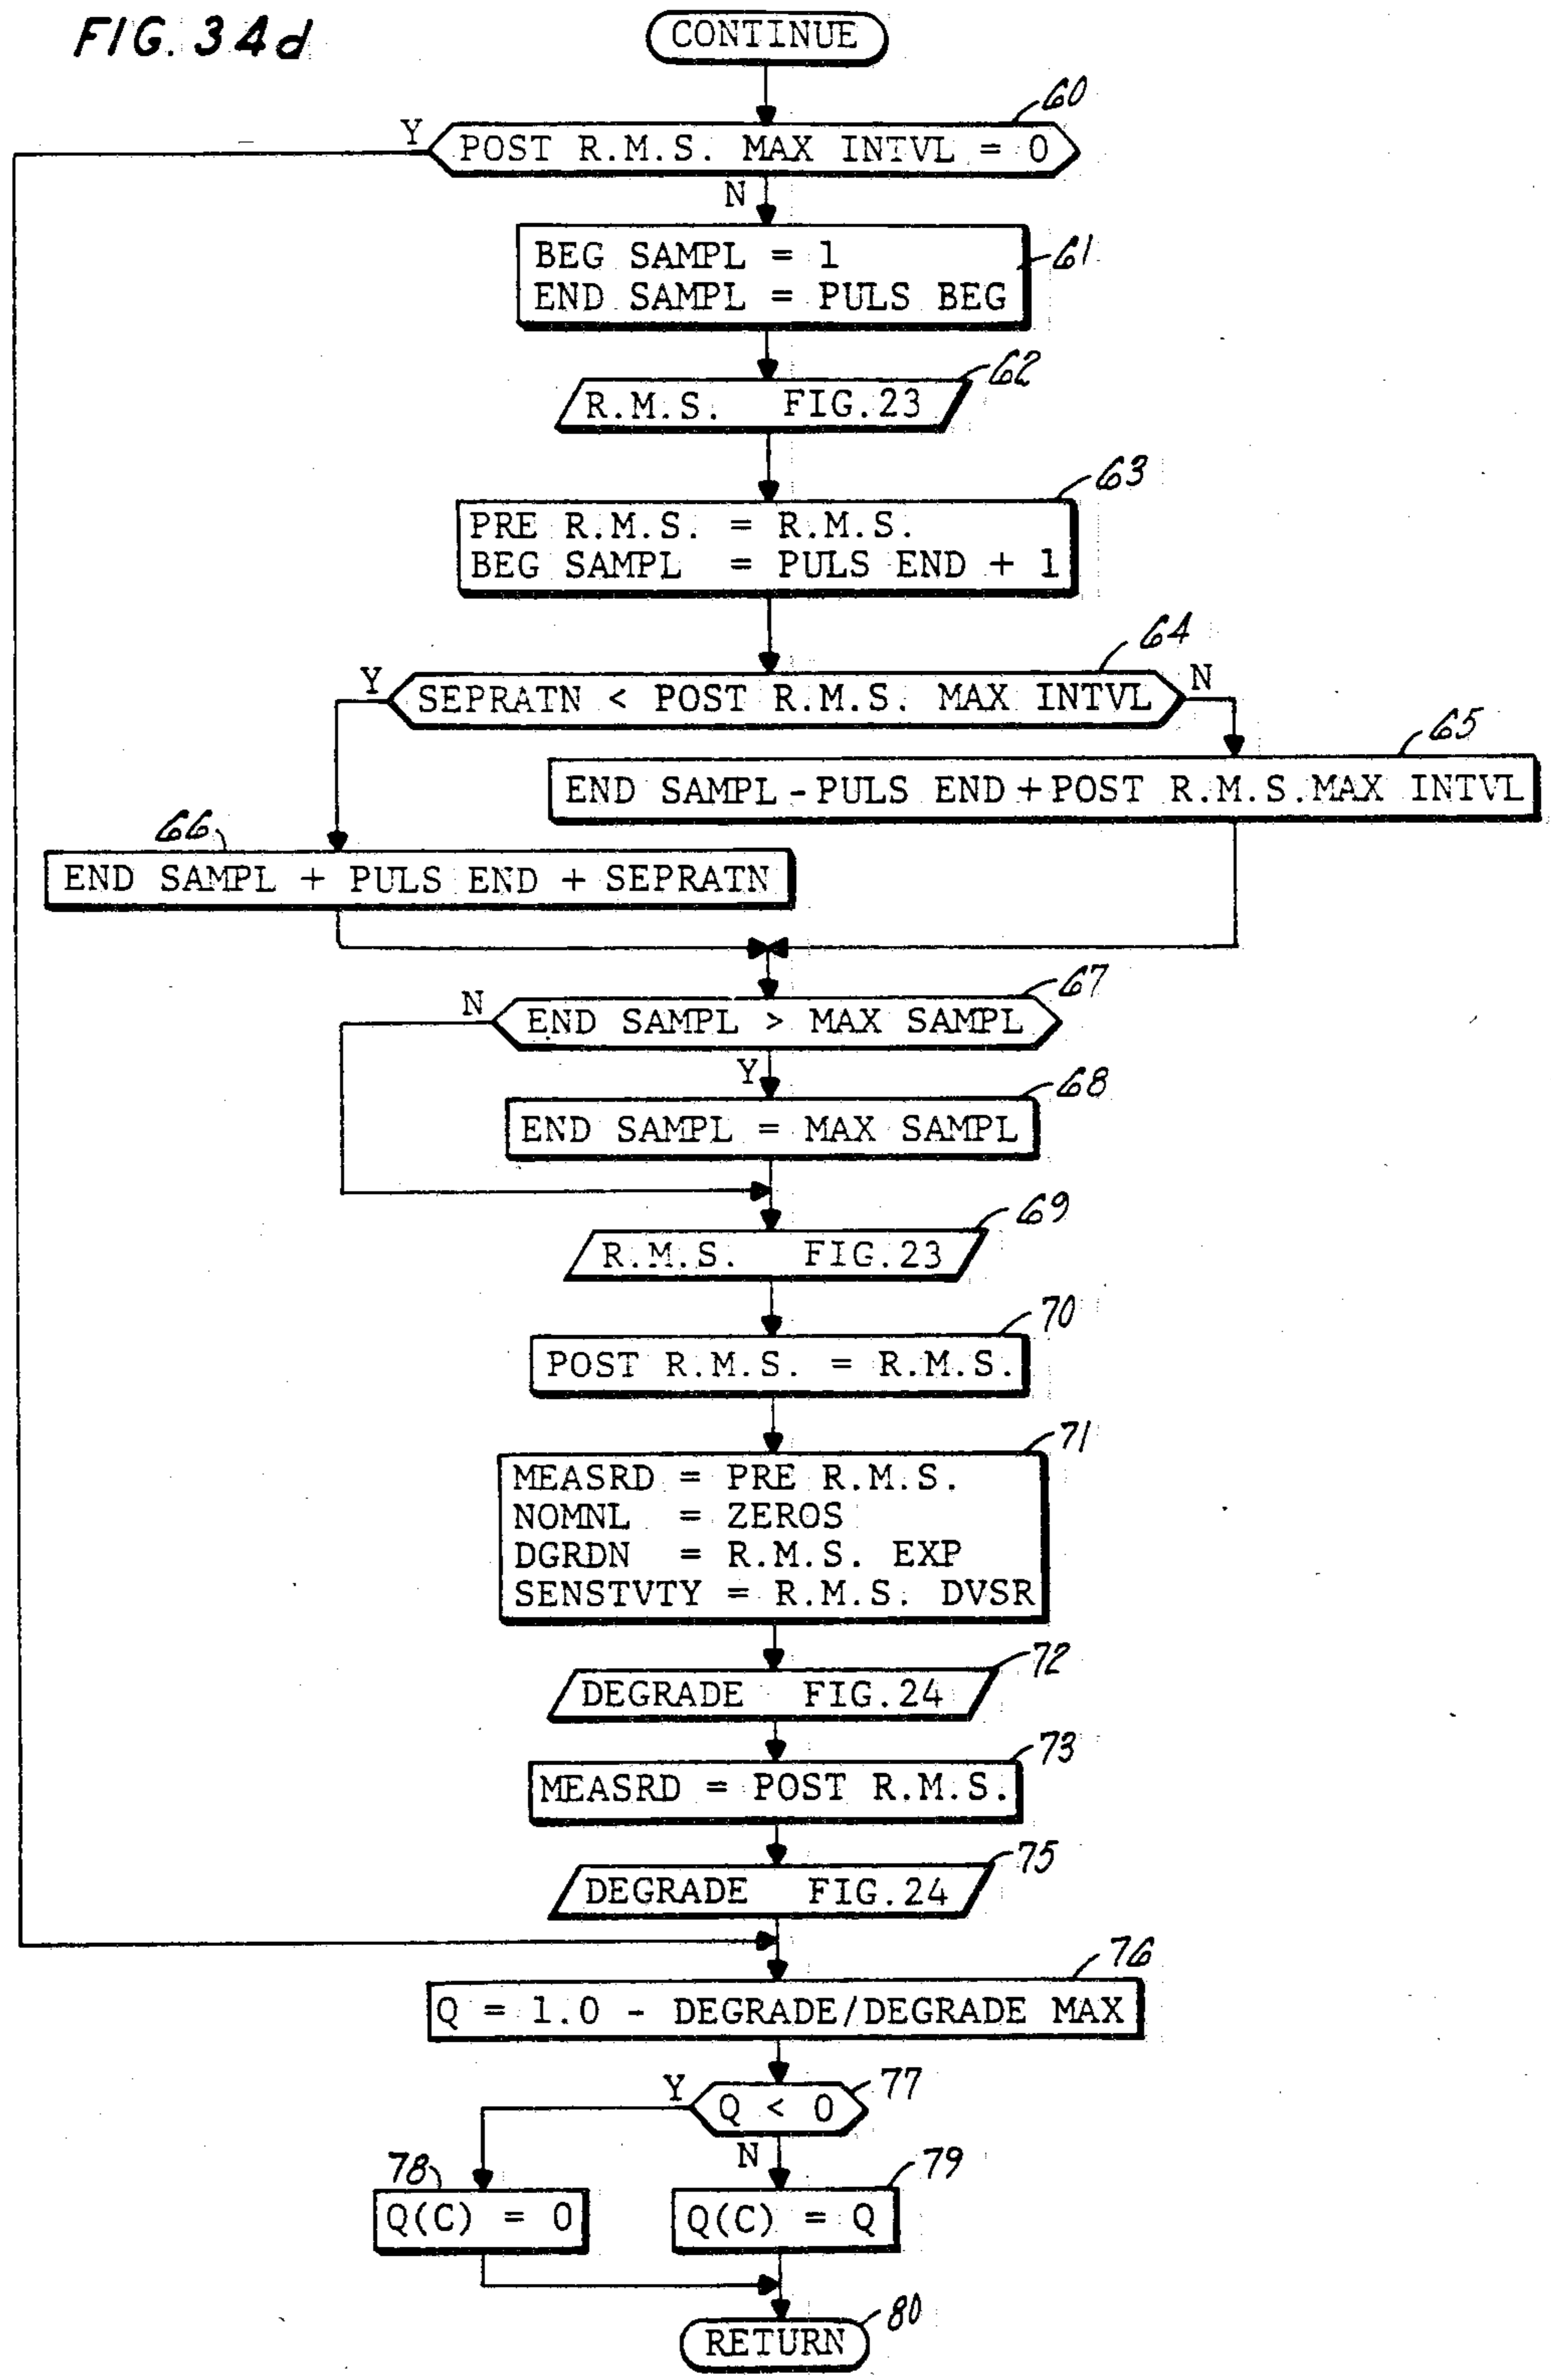 FIG. 34d
CONTINUE
60
Y
POST R.M.S. MAX INTVL = 0
N
BEG SAMPL = 1
END SAMPL = PULS BEG
61
62
R.M.S. FIG.23
63
PRE R.M.S. = R.M.S.
BEG SAMPL = PULS END + 1
64
Y
SEPRATN < POST R.M.S. MAX INTVL
N
65
END SAMPL-PULS END+POST R.M.S.MAX INTVL
66
END SAMPL + PULS END + SEPRATN
67
N
END SAMPL > MAX SAMPL
Y
68
END SAMPL = MAX SAMPL
69
R.M.S. FIG.23
70
POST R.M.S. = R.M.S.
71
MEASRD = PRE R.M.S.
NOMNL = ZEROS
DGRDN = R.M.S. EXP
SENSTVTY = R.M.S. DVSR
72
DEGRADE FIG.24
73
MEASRD = POST R.M.S.
75
DEGRADE FIG.24
76
Q = 1.0 - DEGRADE/DEGRADE MAX
77
Y
Q < 0
N
78
Q(C) = 0
79
Q(C) = Q
80
RETURN